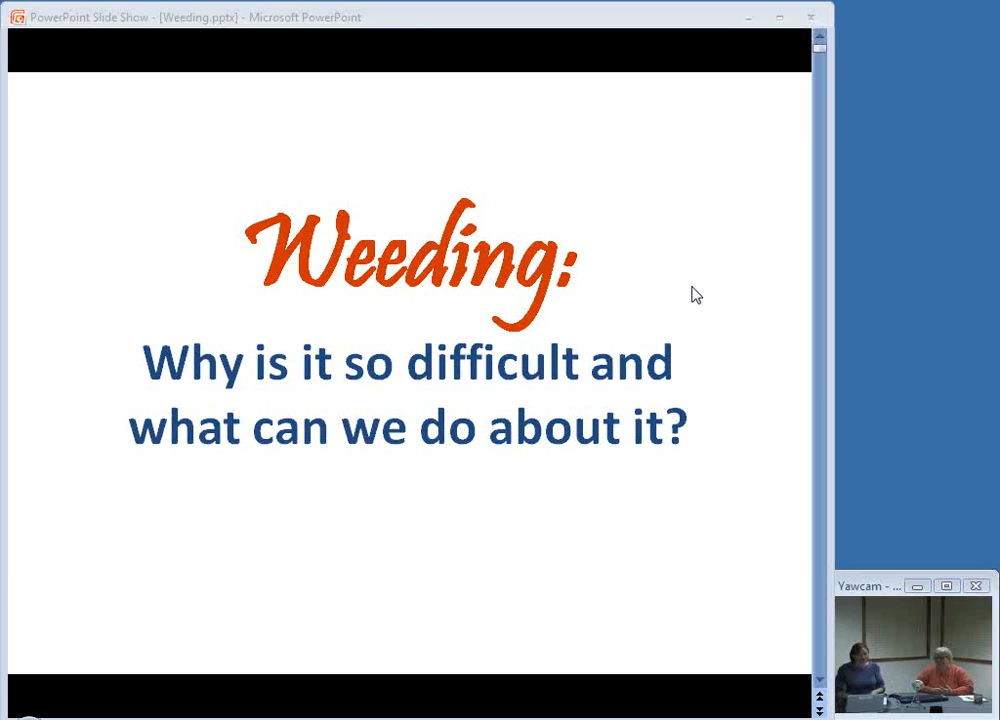 PowerPoint Slide Show - [Weeding.pptx] - Microsoft PowerPoint
Weeding:
Why is it so difficult and
what can we do about it?
Yawcam - ...